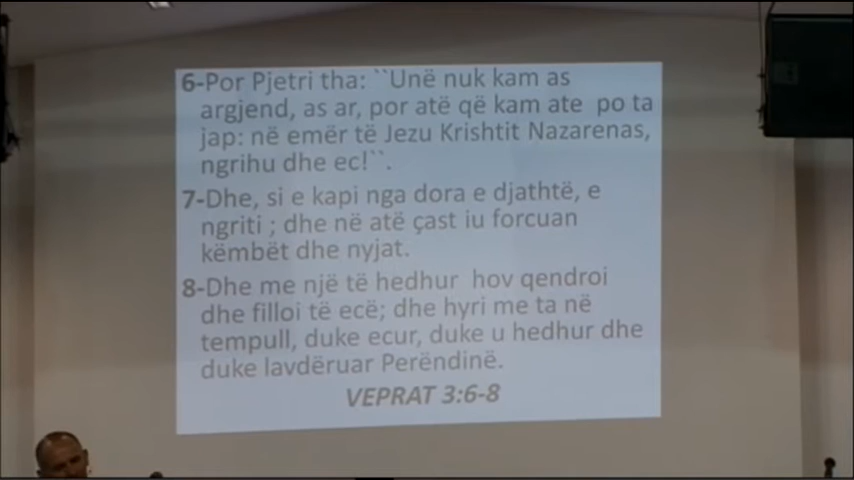 6-Por Pjetri tha: ``Unë nuk kam as
argjend, as ar, por atë që kam ate po ta
jap: në emër të Jezu Krishtit Nazarenas,
ngrihu dhe ec!``.
7-Dhe, si e kapi nga dora e djathtë, e
ngriti ; dhe në atë çast iu forcuan
këmbët dhe nyjat.
8-Dhe me një të hedhur hov qendroi
dhe filloi të ecë; dhe hyri me ta në
tempull, duke ecur, duke u hedhur dhe
duke lavdëruar Perëndinë.
VEPRAT 3:6-8